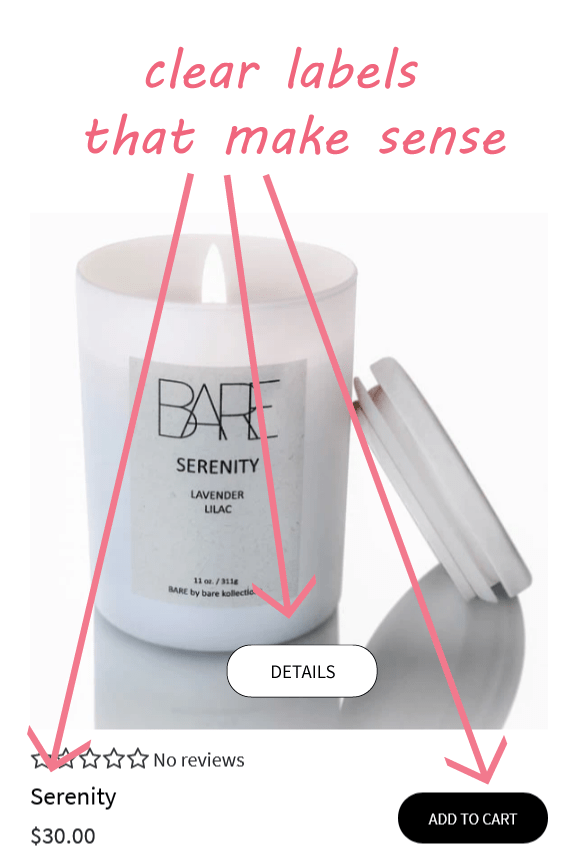 clear labels
that make sense
BARE
SERENITY
LAVENDER
LILAC
11 oz. / 311g
BARE by bare kollectio
DETAILS
No reviews
Serenity
$30.00
ADD TO CART